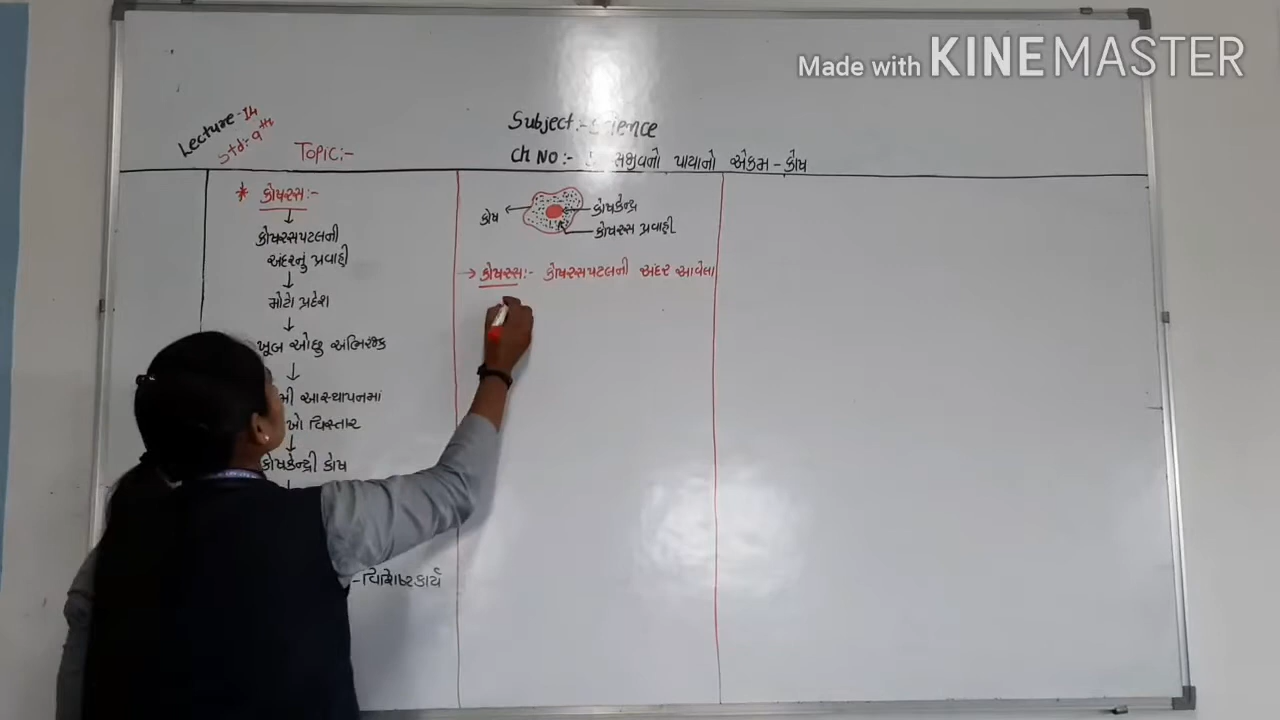 Made with KINEMASTER
Lecture-14
Std:-9th
Topic:-
Subject:-Science
Ch No:- સજીવનો પાયાનો એકમ - કોષ
* કોષરસ:-
કોષરસપટલની
અંદરનું પ્રવાહી
મોટો પ્રદેશ
ખૂબ ઓછુ અભિરંજક
આસ્થાપનમાં
વિસ્તાર
કોષકેન્દ્રી કોષ
-વિશિષ્ટકાર્ય
કોષ
કોષકેન્દ્ર
કોષરસ પ્રવાહી
→ કોષરસ:- કોષરસપટલની અંદર આવેલા